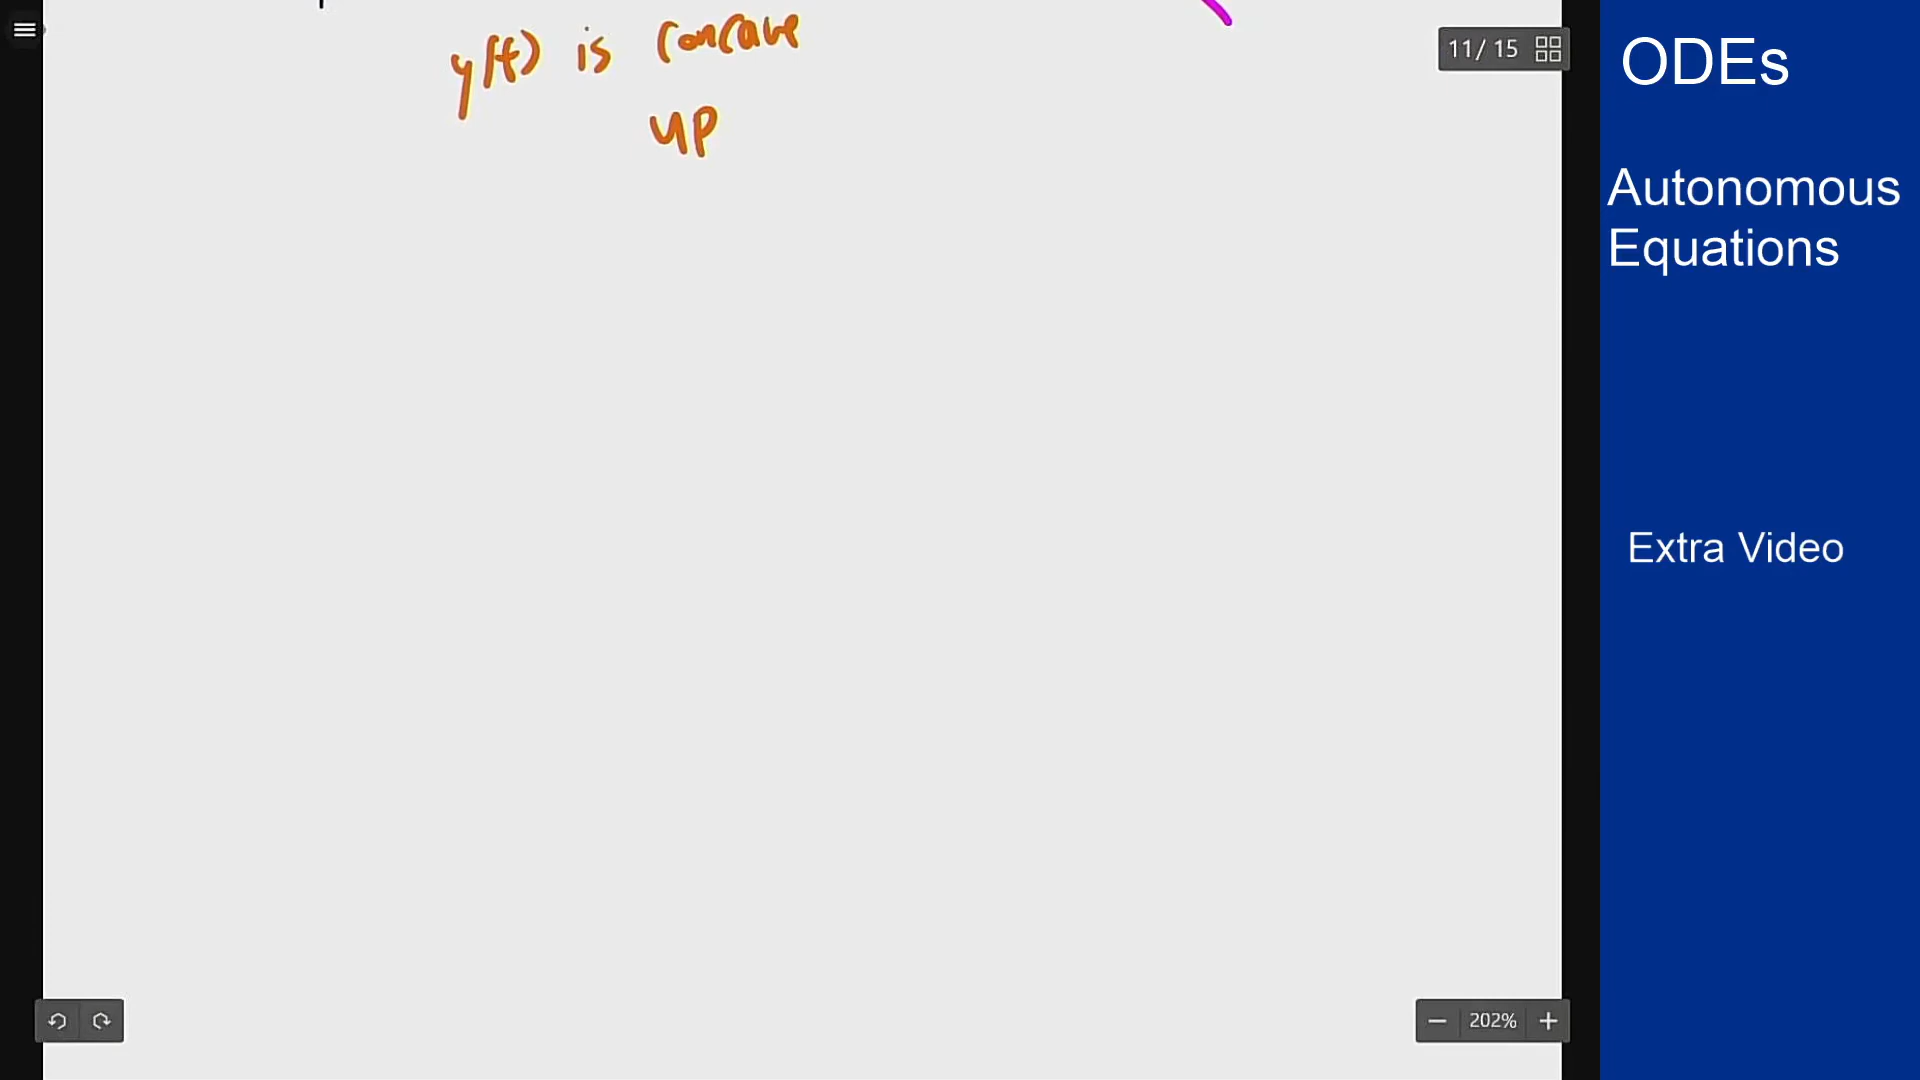 y(t) is concave
up
11/ 15
ODEs
Autonomous
Equations
Extra Video
202%